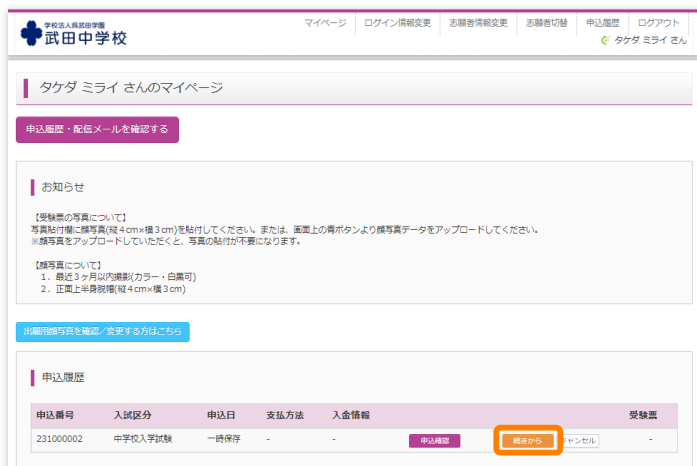 学校法人呉武田学園
武田中学校
マイページ ログイン情報変更 志願者情報変更 志願者切替 申込履歴 ログアウト
タケダ ミライ さん
タケダ ミライ さんのマイページ
申込履歴・配信メールを確認する
お知らせ
【受験票の写真について】
写真貼付欄に顔写真(縦4cm×横3cm)を貼付してください。または、画面上の青ボタンより顔写真データをアップロードしてください。
※顔写真をアップロードしていただくと、写真の貼付が不要になります。
【顔写真について】
1. 最近3ヶ月以内撮影(カラー・白黒可)
2. 正面上半身脱帽(縦4cm×横3cm)
出願用顔写真を確認/変更する方はこちら
申込履歴
申込番号 入試区分 申込日 支払方法 入金情報 受験票
231000002 中学校入学試験 一時保存 - - 申込確認 続きから キャンセル -